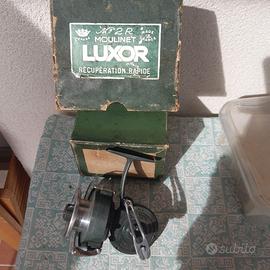 MOULINET
LUXOR
RÉCUPÉRATION RAPIDE
subito